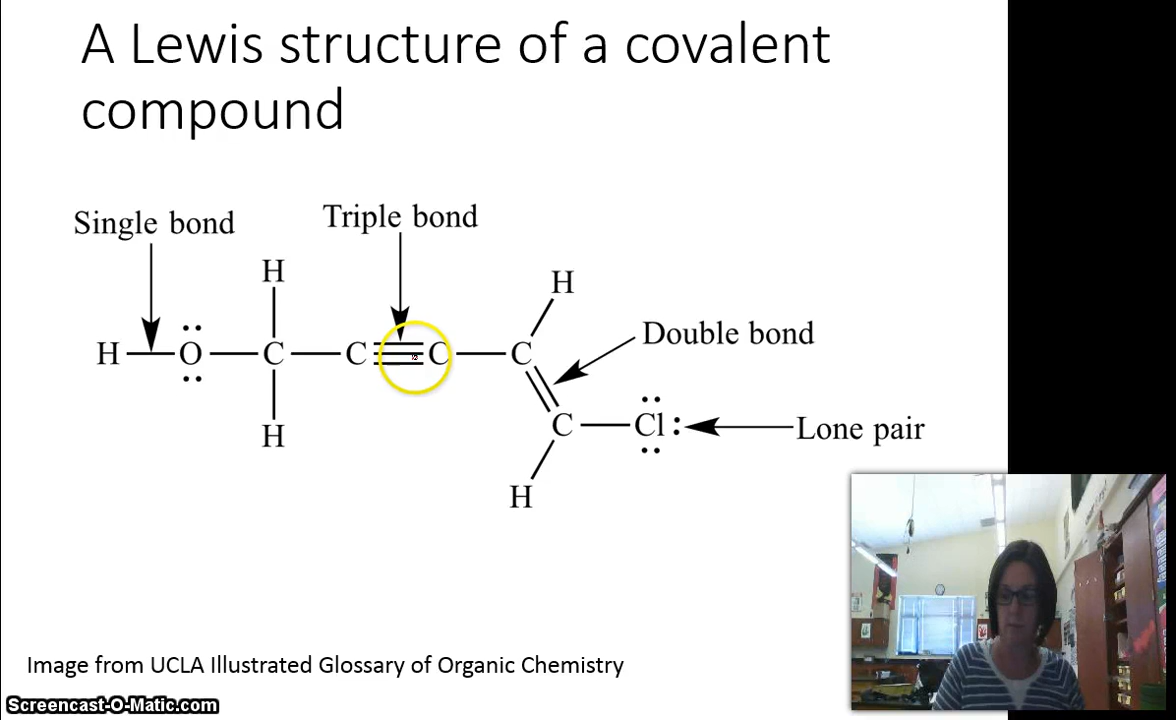 A Lewis structure of a covalent
compound
Single bond
Triple bond
H
H
Double bond
H O C C C C
C Cl
Lone pair
H
H
Image from UCLA Illustrated Glossary of Organic Chemistry
Screencast-O-Matic.com